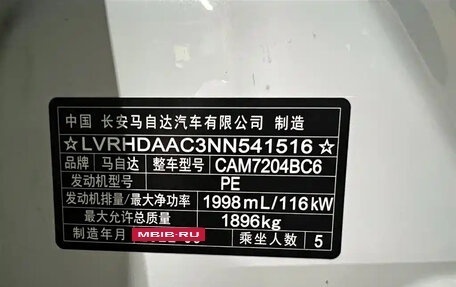 中国 长安马自达汽车有限公司 制造
☆LVRHDAAC3NN541516☆
品牌 马自达 整车型号 CAM7204BC6
发动机型号 PE
发动机排量/最大净功率 1998mL/116kW
最大允许总质量 1896kg
制造年月 MBIB·RU 乘坐人数 5